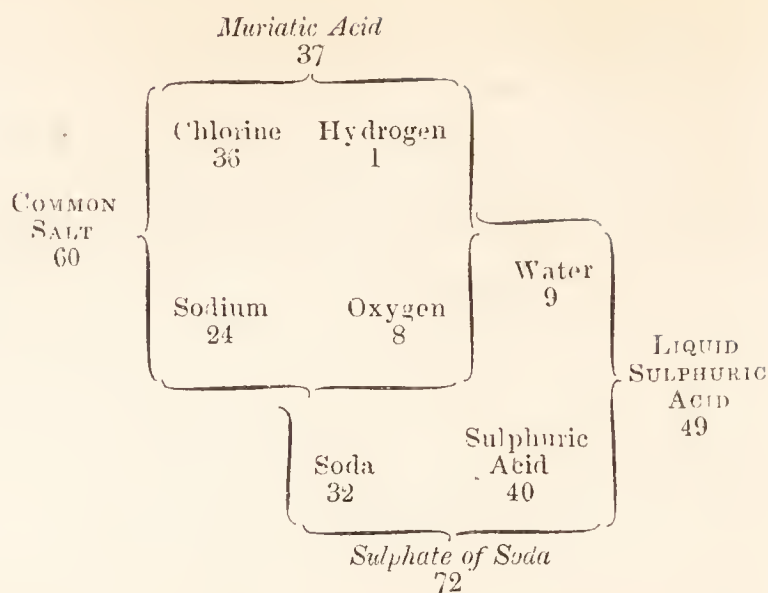 Muriatic Acid
37
Chlorine Hydrogen
36 1
COMMON
SALT
60
Water
9
Sodium Oxygen
24 8
LIQUID
SULPHURIC
ACID
49
Soda Sulphuric
Acid
32 40
Sulphate of Soda
72